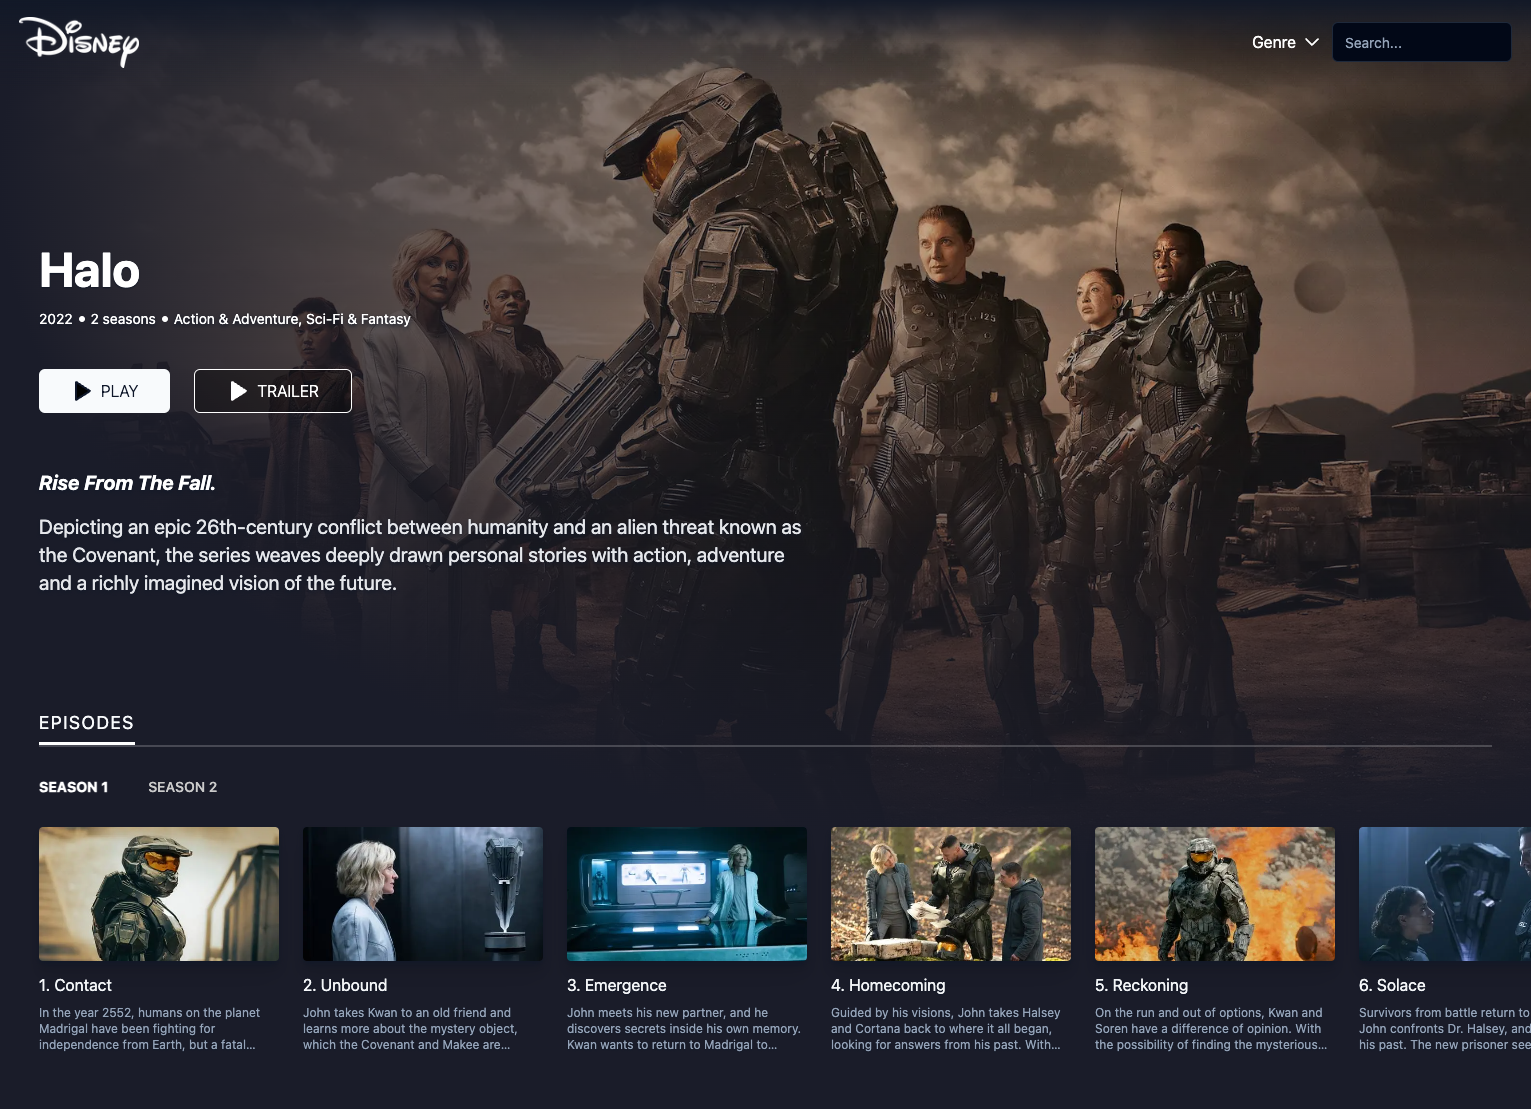 Disney
Genre
Search...
Halo
2022 • 2 seasons • Action & Adventure, Sci-Fi & Fantasy
PLAY
TRAILER
Rise From The Fall.
Depicting an epic 26th-century conflict between humanity and an alien threat known as
the Covenant, the series weaves deeply drawn personal stories with action, adventure
and a richly imagined vision of the future.
EPISODES
SEASON 1
SEASON 2
1. Contact
In the year 2552, humans on the planet
Madrigal have been fighting for
independence from Earth, but a fatal...
2. Unbound
John takes Kwan to an old friend and
learns more about the mystery object,
which the Covenant and Makee are...
3. Emergence
John meets his new partner, and he
discovers secrets inside his own memory.
Kwan wants to return to Madrigal to...
4. Homecoming
Guided by his visions, John takes Halsey
and Cortana back to where it all began,
looking for answers from his past. With...
5. Reckoning
On the run and out of options, Kwan and
Soren have a difference of opinion. With
the possibility of finding the mysterious...
6. Solace
Survivors from battle return to
John confronts Dr. Halsey, and
his past. The new prisoner see
125